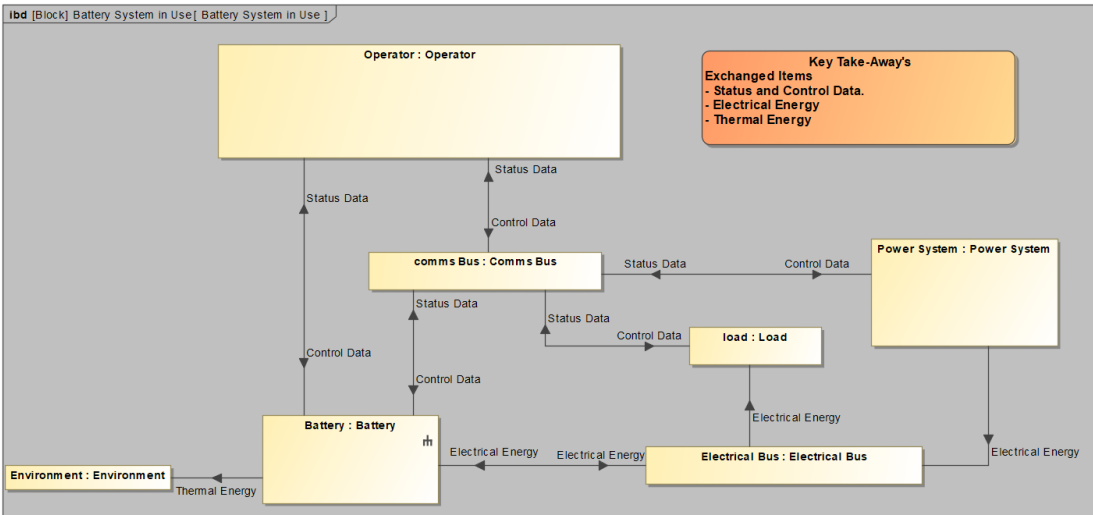 ibd [Block] Battery System in Use[ Battery System in Use ]
Operator : Operator
Key Take-Away's
Exchanged Items
- Status and Control Data.
- Electrical Energy
- Thermal Energy
Status Data
Status Data
Control Data
comms Bus : Comms Bus
Status Data
Control Data
Power System : Power System
Status Data
Status Data
Control Data
load : Load
Control Data
Control Data
Electrical Energy
Battery : Battery
Electrical Energy
Electrical Energy
Electrical Bus : Electrical Bus
Electrical Energy
Environment : Environment
Thermal Energy